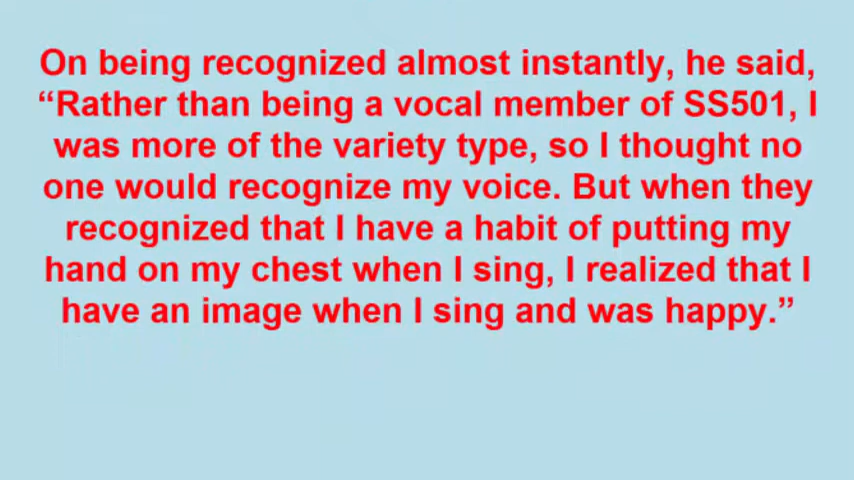 On being recognized almost instantly, he said,
“Rather than being a vocal member of SS501, I
was more of the variety type, so I thought no
one would recognize my voice. But when they
recognized that I have a habit of putting my
hand on my chest when I sing, I realized that I
have an image when I sing and was happy.”